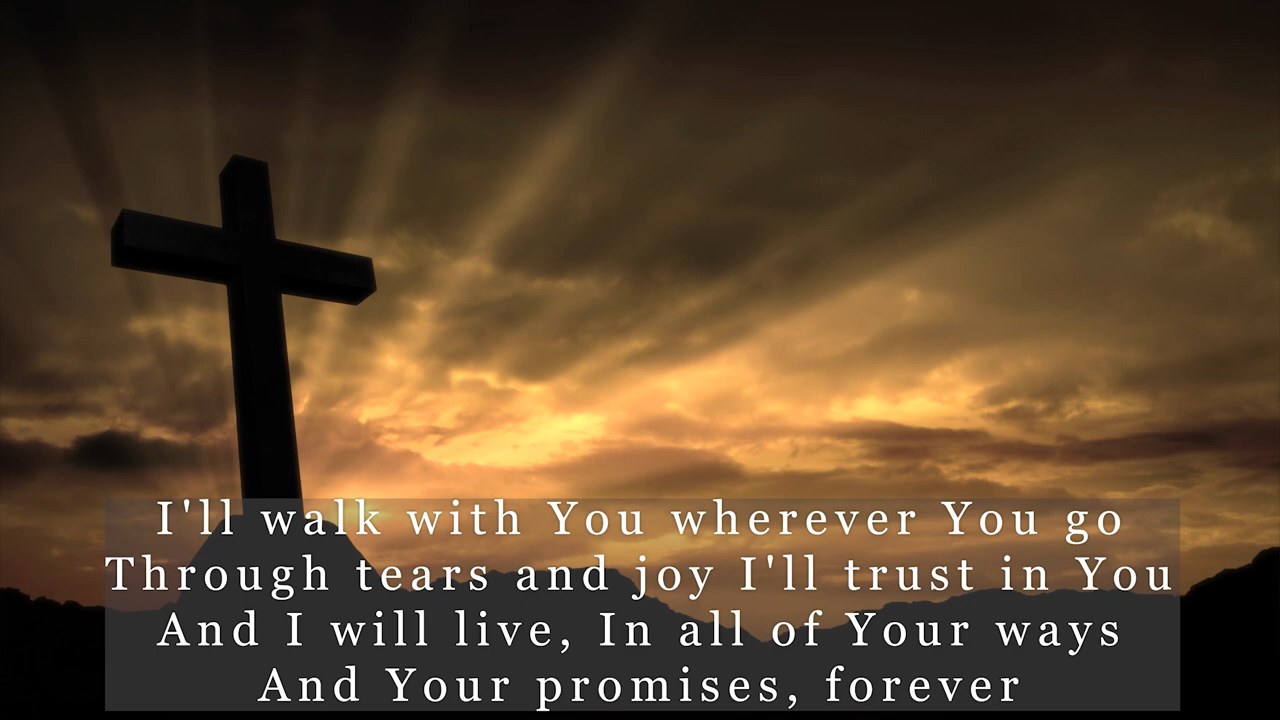 I'll walk with You wherever You go
Through tears and joy I'll trust in You
And I will live, In all of Your ways
And Your promises, forever